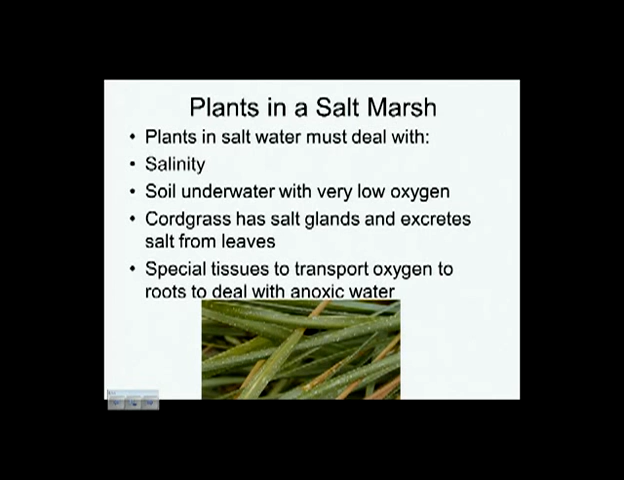 Plants in a Salt Marsh
• Plants in salt water must deal with:
• Salinity
• Soil underwater with very low oxygen
• Cordgrass has salt glands and excretes
salt from leaves
• Special tissues to transport oxygen to
roots to deal with anoxic water